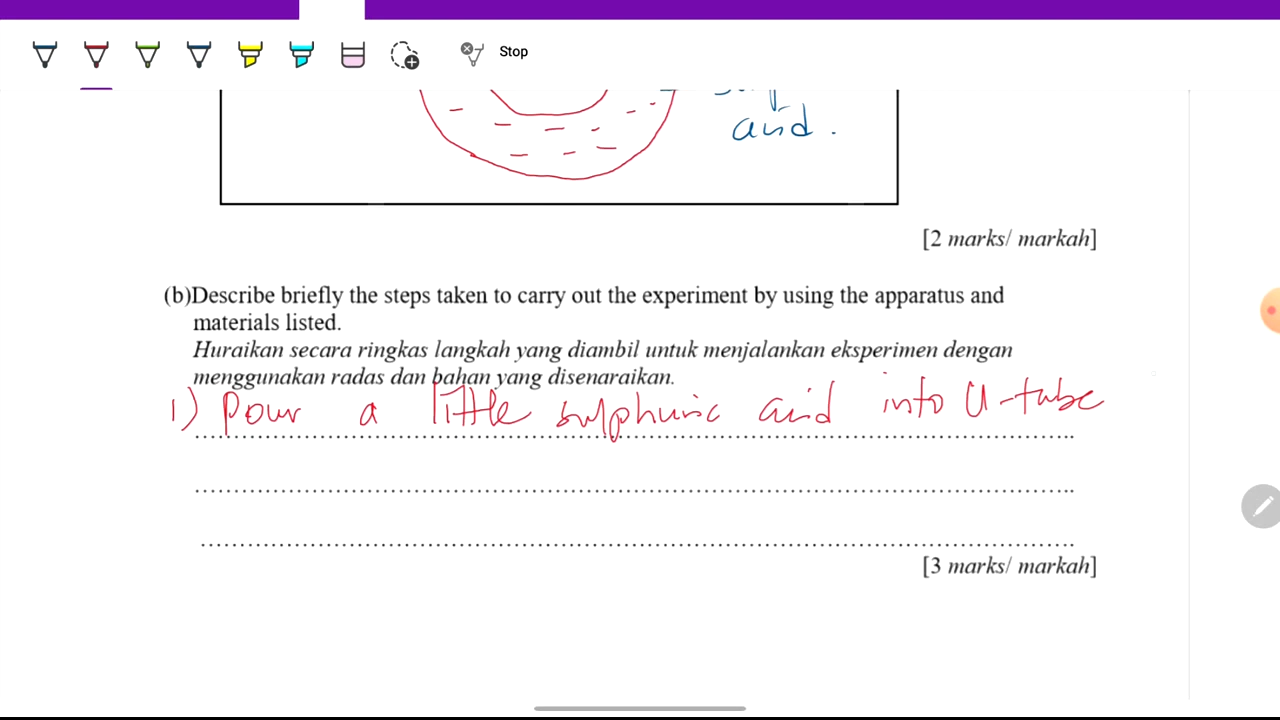 Stop
and.
[2 marks/ markah]
(b)Describe briefly the steps taken to carry out the experiment by using the apparatus and
materials listed.
Huraikan secara ringkas langkah yang diambil untuk menjalankan eksperimen dengan
menggunakan radas dan bahan yang disenaraikan.
1) Pour a little sulphuric acid into U-tube
[3 marks/ markah]